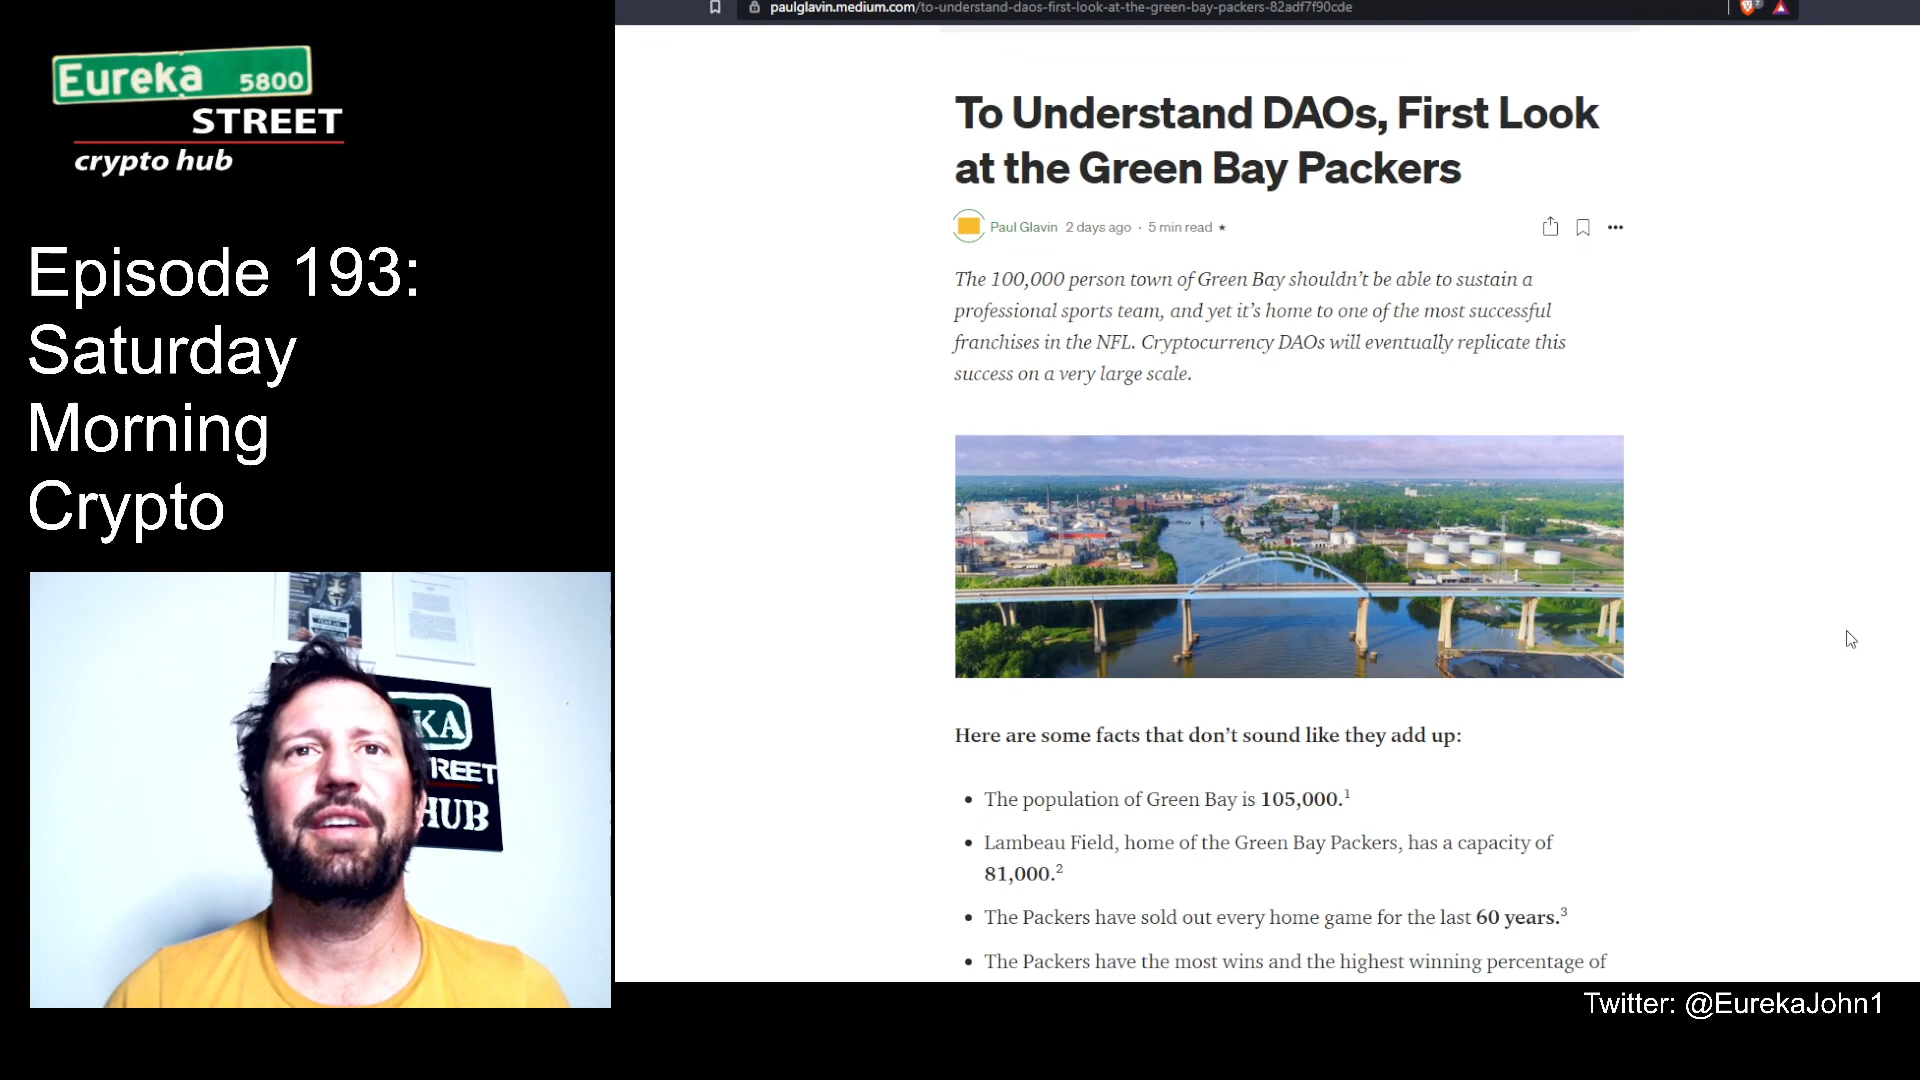 Eureka 5800
STREET
crypto hub
Episode 193:
Saturday
Morning
Crypto
KA
REET
HUB
paulglavin.medium.com/to-understand-daos-first-look-at-the-green-bay-packers-82adf7f90cde
To Understand DAOs, First Look
at the Green Bay Packers
Paul Glavin 2 days ago · 5 min read ★
The 100,000 person town of Green Bay shouldn’t be able to sustain a
professional sports team, and yet it’s home to one of the most successful
franchises in the NFL. Cryptocurrency DAOs will eventually replicate this
success on a very large scale.
Here are some facts that don’t sound like they add up:
• The population of Green Bay is 105,000.¹
• Lambeau Field, home of the Green Bay Packers, has a capacity of
81,000.²
• The Packers have sold out every home game for the last 60 years.³
• The Packers have the most wins and the highest winning percentage of
Twitter: @EurekaJohn1